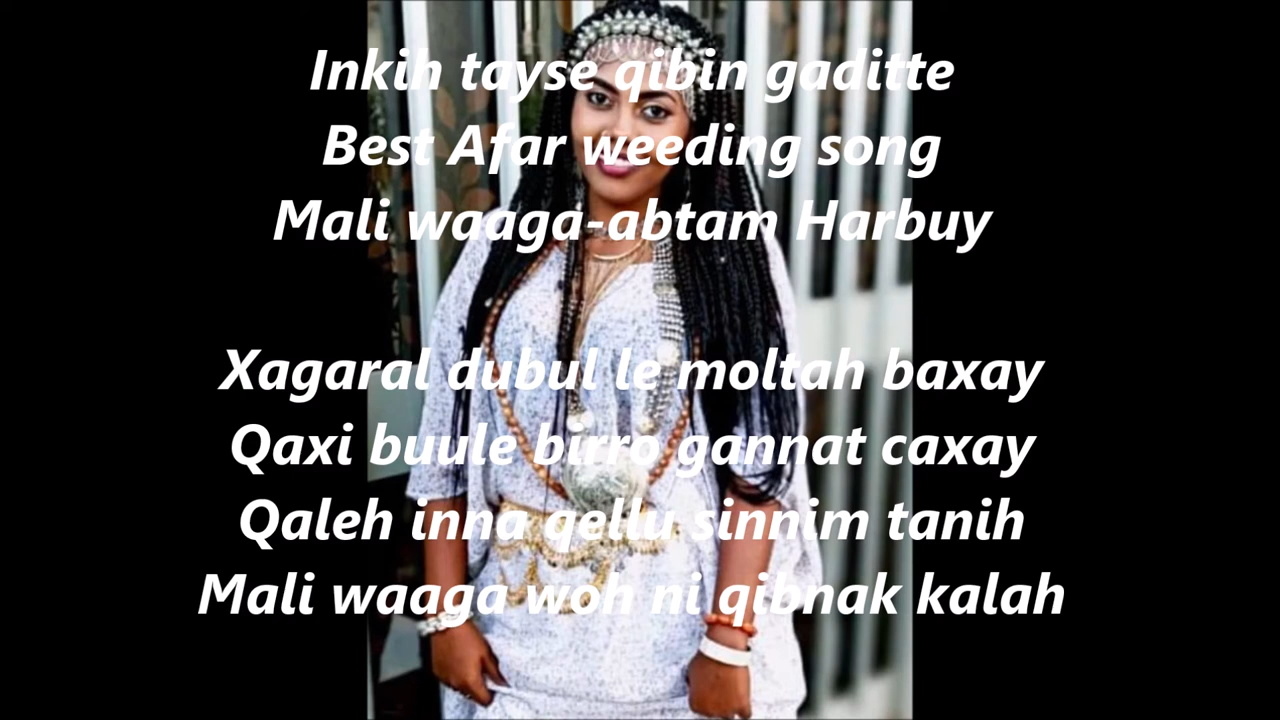 Inkih tayse qibin gaditte
Best Afar weeding song
Mali waaga-abtam Harbuy
Xagaral dubul le moltah baxay
Qaxi buule birro gannat caxay
Qaleh inna qellu sinnim tanih
Mali waaga woh ni qibnak kalah